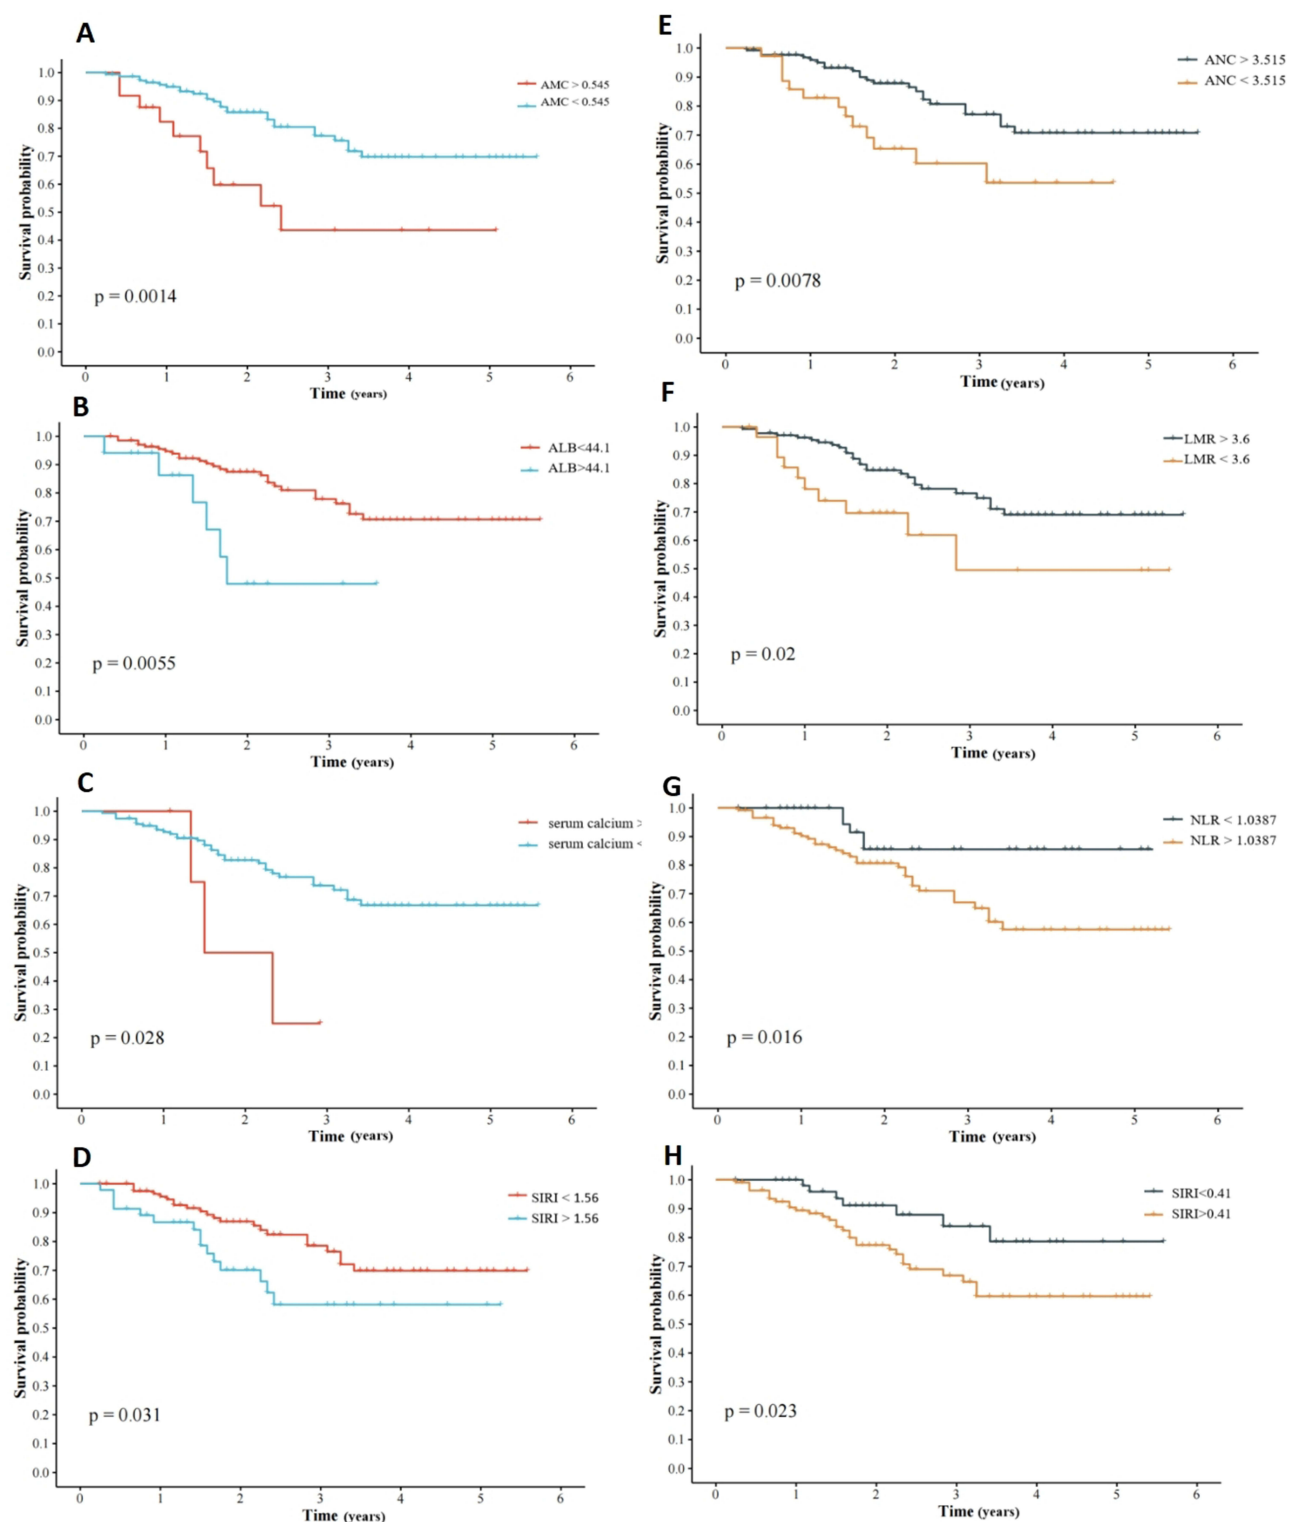 A
Survival probability
1.0
0.9
0.8
0.7
0.6
0.5
0.4
0.3
0.2
0.1
0.0
AMC > 0.545
AMC < 0.545
p = 0.0014
0 1 2 3 4 5 6
Time (years)
B
Survival probability
1.0
0.9
0.8
0.7
0.6
0.5
0.4
0.3
0.2
0.1
0.0
ALB<44.1
ALB>44.1
p = 0.0055
0 1 2 3 4 5 6
Time (years)
C
Survival probability
1.0
0.9
0.8
0.7
0.6
0.5
0.4
0.3
0.2
0.1
0.0
serum calcium >
serum calcium <
p = 0.028
0 1 2 3 4 5 6
Time (years)
D
Survival probability
1.0
0.9
0.8
0.7
0.6
0.5
0.4
0.3
0.2
0.1
0.0
SIRI < 1.56
SIRI > 1.56
p = 0.031
0 1 2 3 4 5 6
Time (years)
E
Survival probability
1.0
0.9
0.8
0.7
0.6
0.5
0.4
0.3
0.2
0.1
0.0
ANC > 3.515
ANC < 3.515
p = 0.0078
0 1 2 3 4 5 6
Time (years)
F
Survival probability
1.0
0.9
0.8
0.7
0.6
0.5
0.4
0.3
0.2
0.1
0.0
LMR > 3.6
LMR < 3.6
p = 0.02
0 1 2 3 4 5 6
Time (years)
G
Survival probability
1.0
0.9
0.8
0.7
0.6
0.5
0.4
0.3
0.2
0.1
0.0
NLR < 1.0387
NLR > 1.0387
p = 0.016
0 1 2 3 4 5 6
Time (years)
H
Survival probability
1.0
0.9
0.8
0.7
0.6
0.5
0.4
0.3
0.2
0.1
0.0
SIRI<0.41
SIRI>0.41
p = 0.023
0 1 2 3 4 5 6
Time (years)